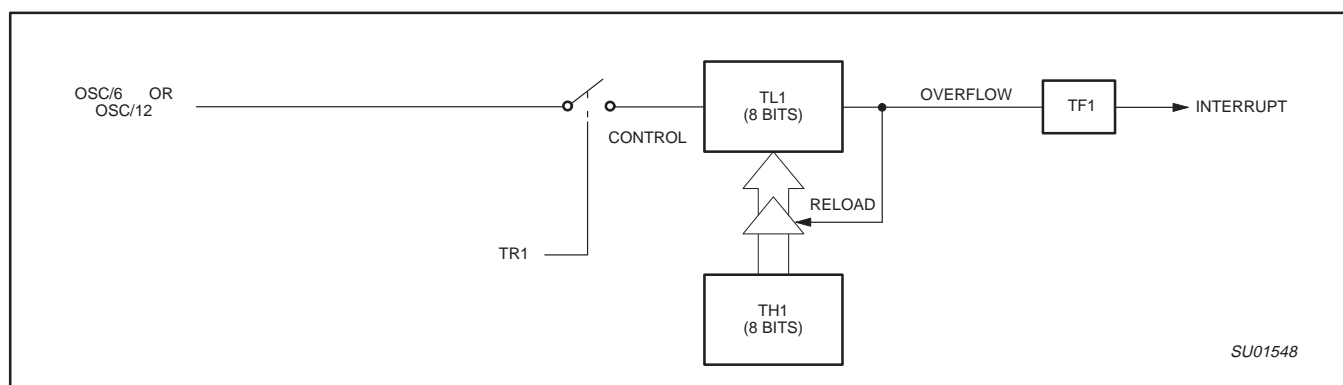 OSC/6 OR
OSC/12
TL1
(8 BITS)
OVERFLOW
TF1
INTERRUPT
CONTROL
RELOAD
TR1
TH1
(8 BITS)
SU01548